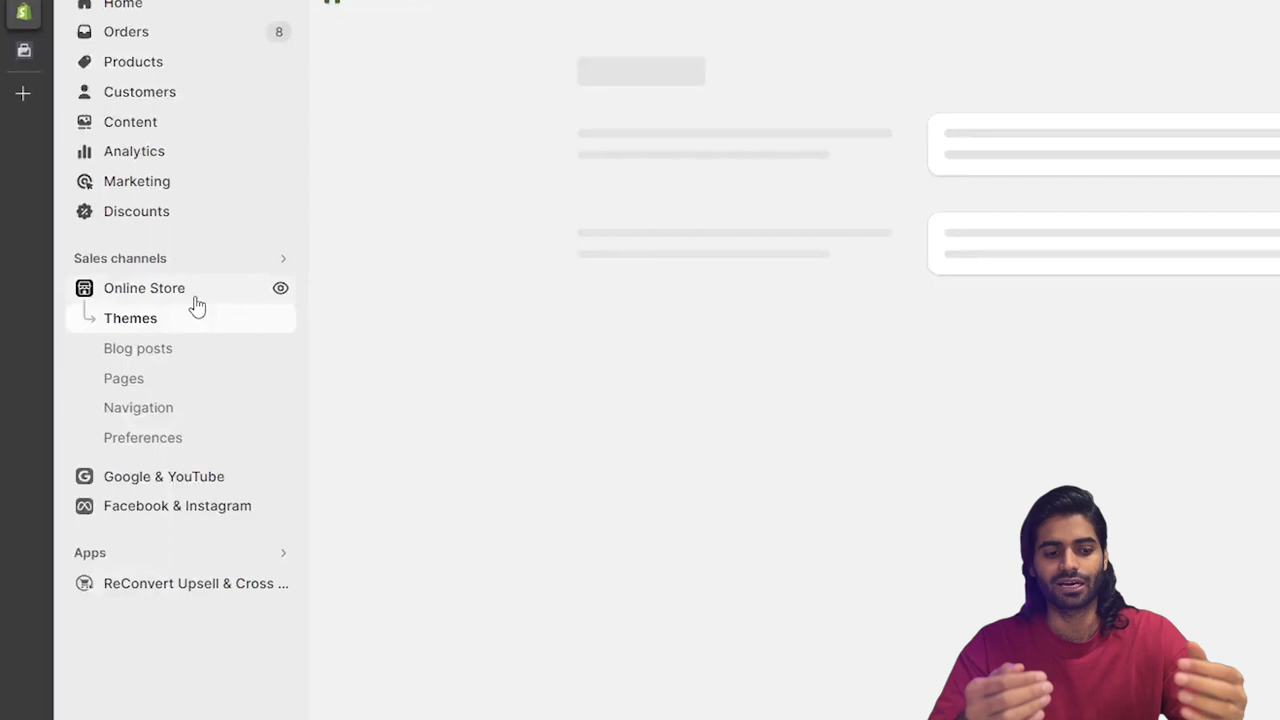 Home
Orders 8
Products
Customers
Content
Analytics
Marketing
Discounts
Sales channels
Online Store
Themes
Blog posts
Pages
Navigation
Preferences
Google & YouTube
Facebook & Instagram
Apps
ReConvert Upsell & Cross ...